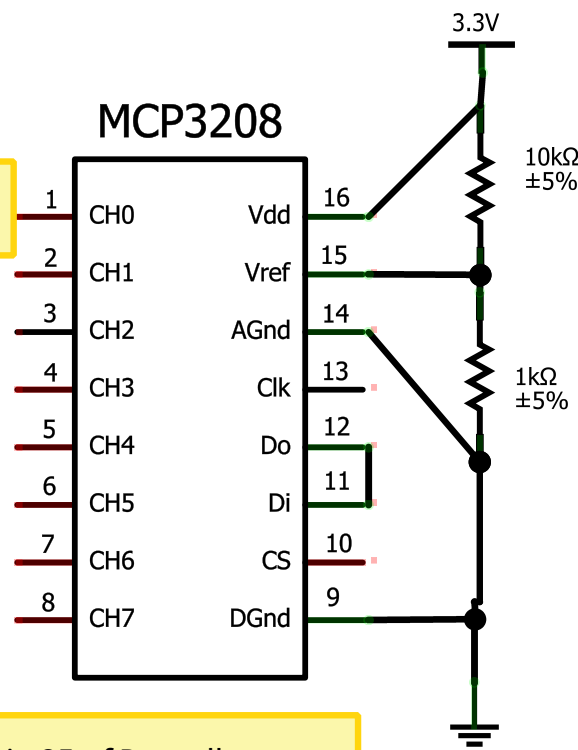 3.3V
MCP3208
10kΩ
±5%
1 CH0 Vdd 16
2 CH1 Vref 15
3 CH2 AGnd 14
4 CH3 Clk 13
1kΩ
±5%
5 CH4 Do 12
6 CH5 Di 11
7 CH6 CS 10
8 CH7 DGnd 9